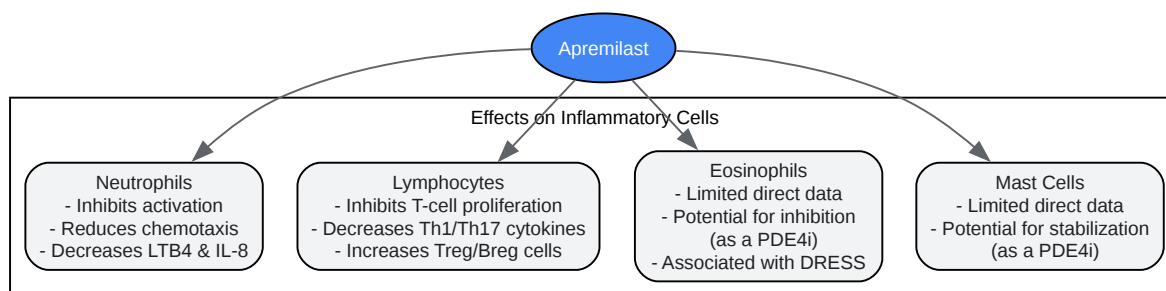 Apremilast
Effects on Inflammatory Cells
Neutrophils
- Inhibits activation
- Reduces chemotaxis
- Decreases LTB4 & IL-8
Lymphocytes
- Inhibits T-cell proliferation
- Decreases Th1/Th17 cytokines
- Increases Treg/Breg cells
Eosinophils
- Limited direct data
- Potential for inhibition
(as a PDE4i)
- Associated with DRESS
Mast Cells
- Limited direct data
- Potential for stabilization
(as a PDE4i)